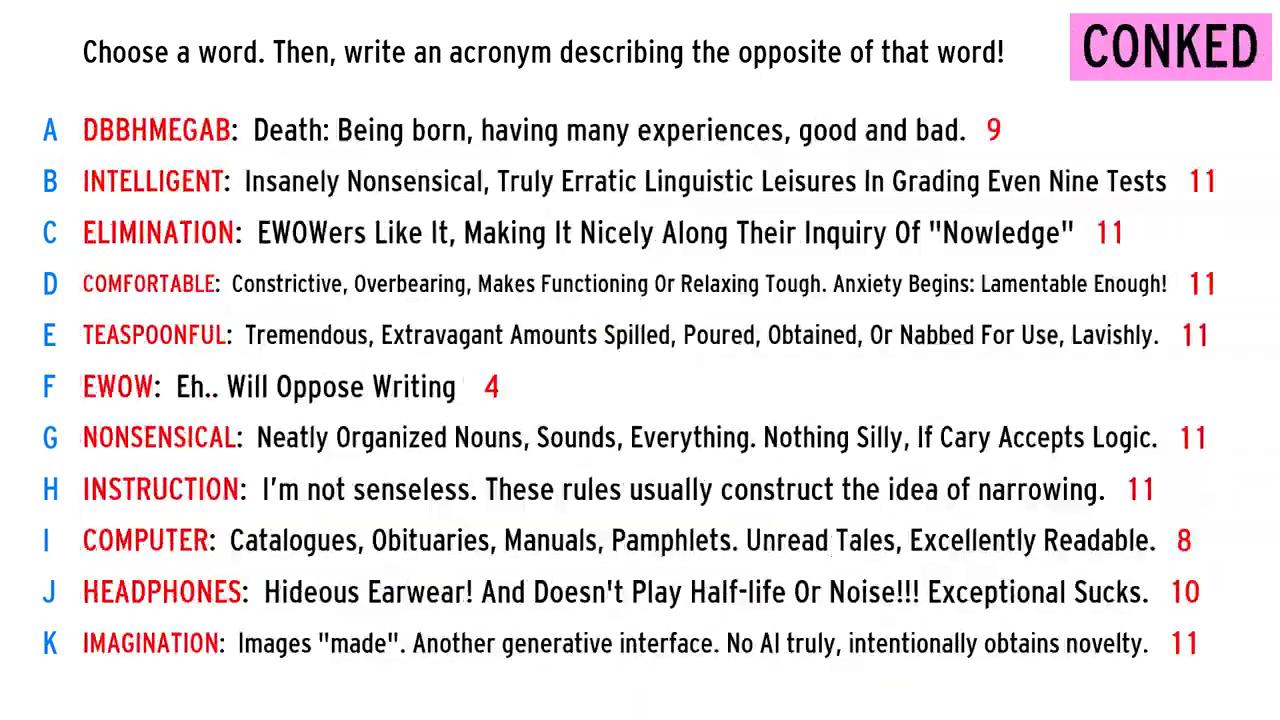 Choose a word. Then, write an acronym describing the opposite of that word!
CONKED
A DBBHMEGAB: Death: Being born, having many experiences, good and bad. 9
B INTELLIGENT: Insanely Nonsensical, Truly Erratic Linguistic Leisures In Grading Even Nine Tests 11
C ELIMINATION: EWOWers Like It, Making It Nicely Along Their Inquiry Of "Nowledge" 11
D COMFORTABLE: Constrictive, Overbearing, Makes Functioning Or Relaxing Tough. Anxiety Begins: Lamentable Enough! 11
E TEASPOONFUL: Tremendous, Extravagant Amounts Spilled, Poured, Obtained, Or Nabbed For Use, Lavishly. 11
F EWOW: Eh.. Will Oppose Writing 4
G NONSENSICAL: Neatly Organized Nouns, Sounds, Everything. Nothing Silly, If Cary Accepts Logic. 11
H INSTRUCTION: I’m not senseless. These rules usually construct the idea of narrowing. 11
I COMPUTER: Catalogues, Obituaries, Manuals, Pamphlets. Unread Tales, Excellently Readable. 8
J HEADPHONES: Hideous Earwear! And Doesn't Play Half-life Or Noise!!! Exceptional Sucks. 10
K IMAGINATION: Images "made". Another generative interface. No AI truly, intentionally obtains novelty. 11